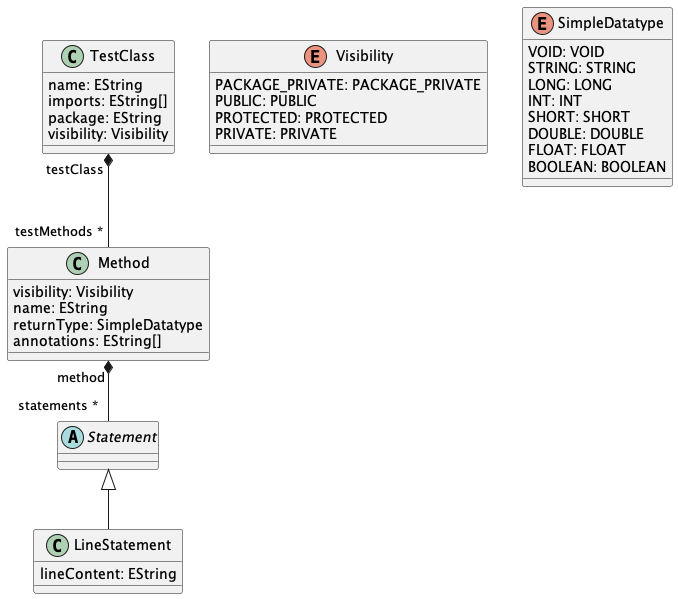 C TestClass
name: EString
imports: EString[]
package: EString
visibility: Visibility
E Visibility
PACKAGE_PRIVATE: PACKAGE_PRIVATE
PUBLIC: PUBLIC
PROTECTED: PROTECTED
PRIVATE: PRIVATE
E SimpleDatatype
VOID: VOID
STRING: STRING
LONG: LONG
INT: INT
SHORT: SHORT
DOUBLE: DOUBLE
FLOAT: FLOAT
BOOLEAN: BOOLEAN
testClass
testMethods *
C Method
visibility: Visibility
name: EString
returnType: SimpleDatatype
annotations: EString[]
method
statements *
A Statement
C LineStatement
lineContent: EString